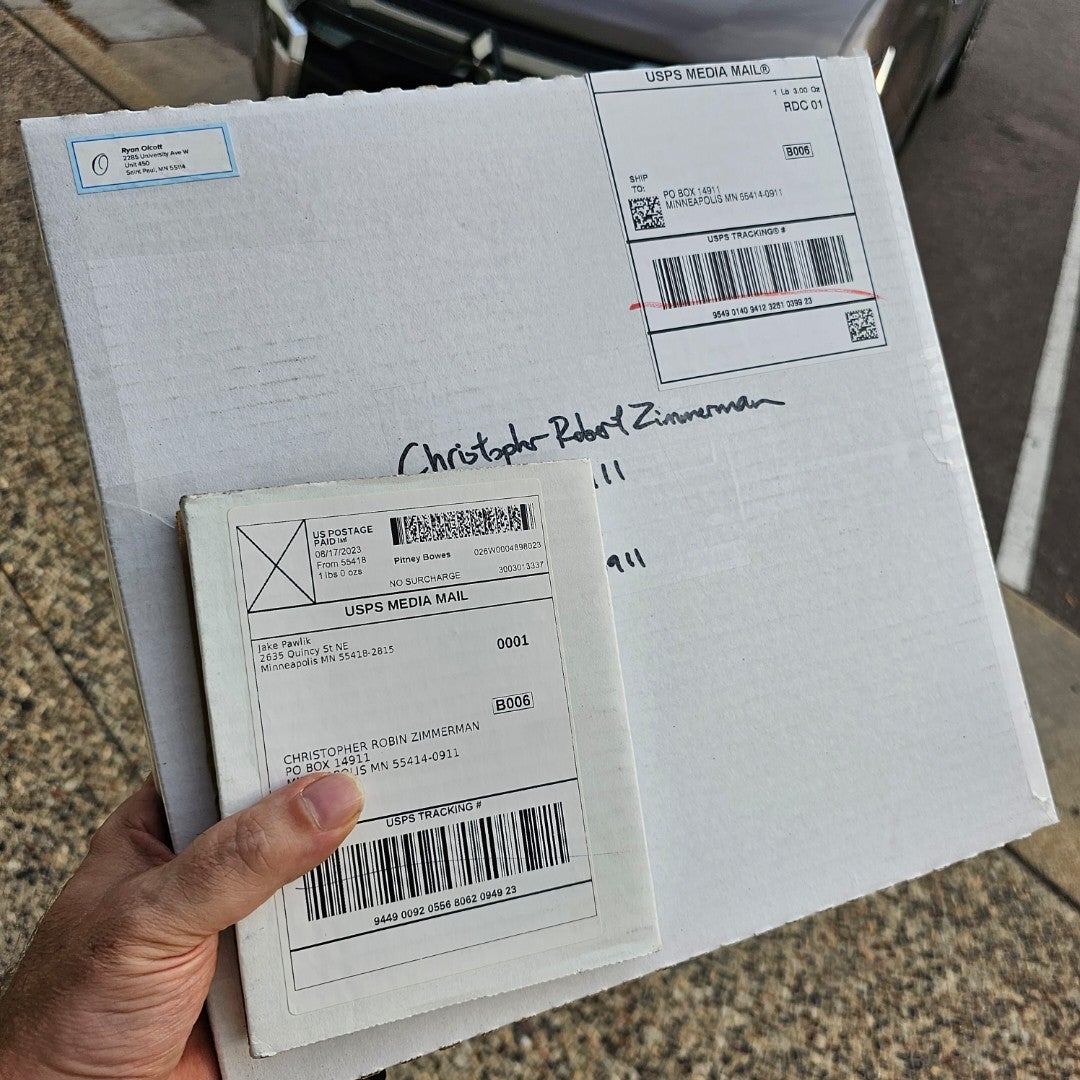 Ryan Olcott
2285 University Ave W
Unit 450
Saint Paul, MN 55114
USPS MEDIA MAIL®
1 Lb 3.00 Oz
RDC 01
B006
SHIP
TO:
PO BOX 14911
MINNEAPOLIS MN 55414-0911
USPS TRACKING® #
9549 0140 9412 3261 0399 23
Christopher Robert Zimmerman
911
US POSTAGE
PAID IMI
08/17/2023
From 55418
1 lbs 0 ozs
Pitney Bowes
026W0004898023
NO SURCHARGE
3003013337
USPS MEDIA MAIL
Jake Pawlik
2635 Quincy St NE
Minneapolis MN 55418-2815
0001
B006
CHRISTOPHER ROBIN ZIMMERMAN
PO BOX 14911
MN 55414-0911
USPS TRACKING #
9449 0092 0556 8062 0949 23